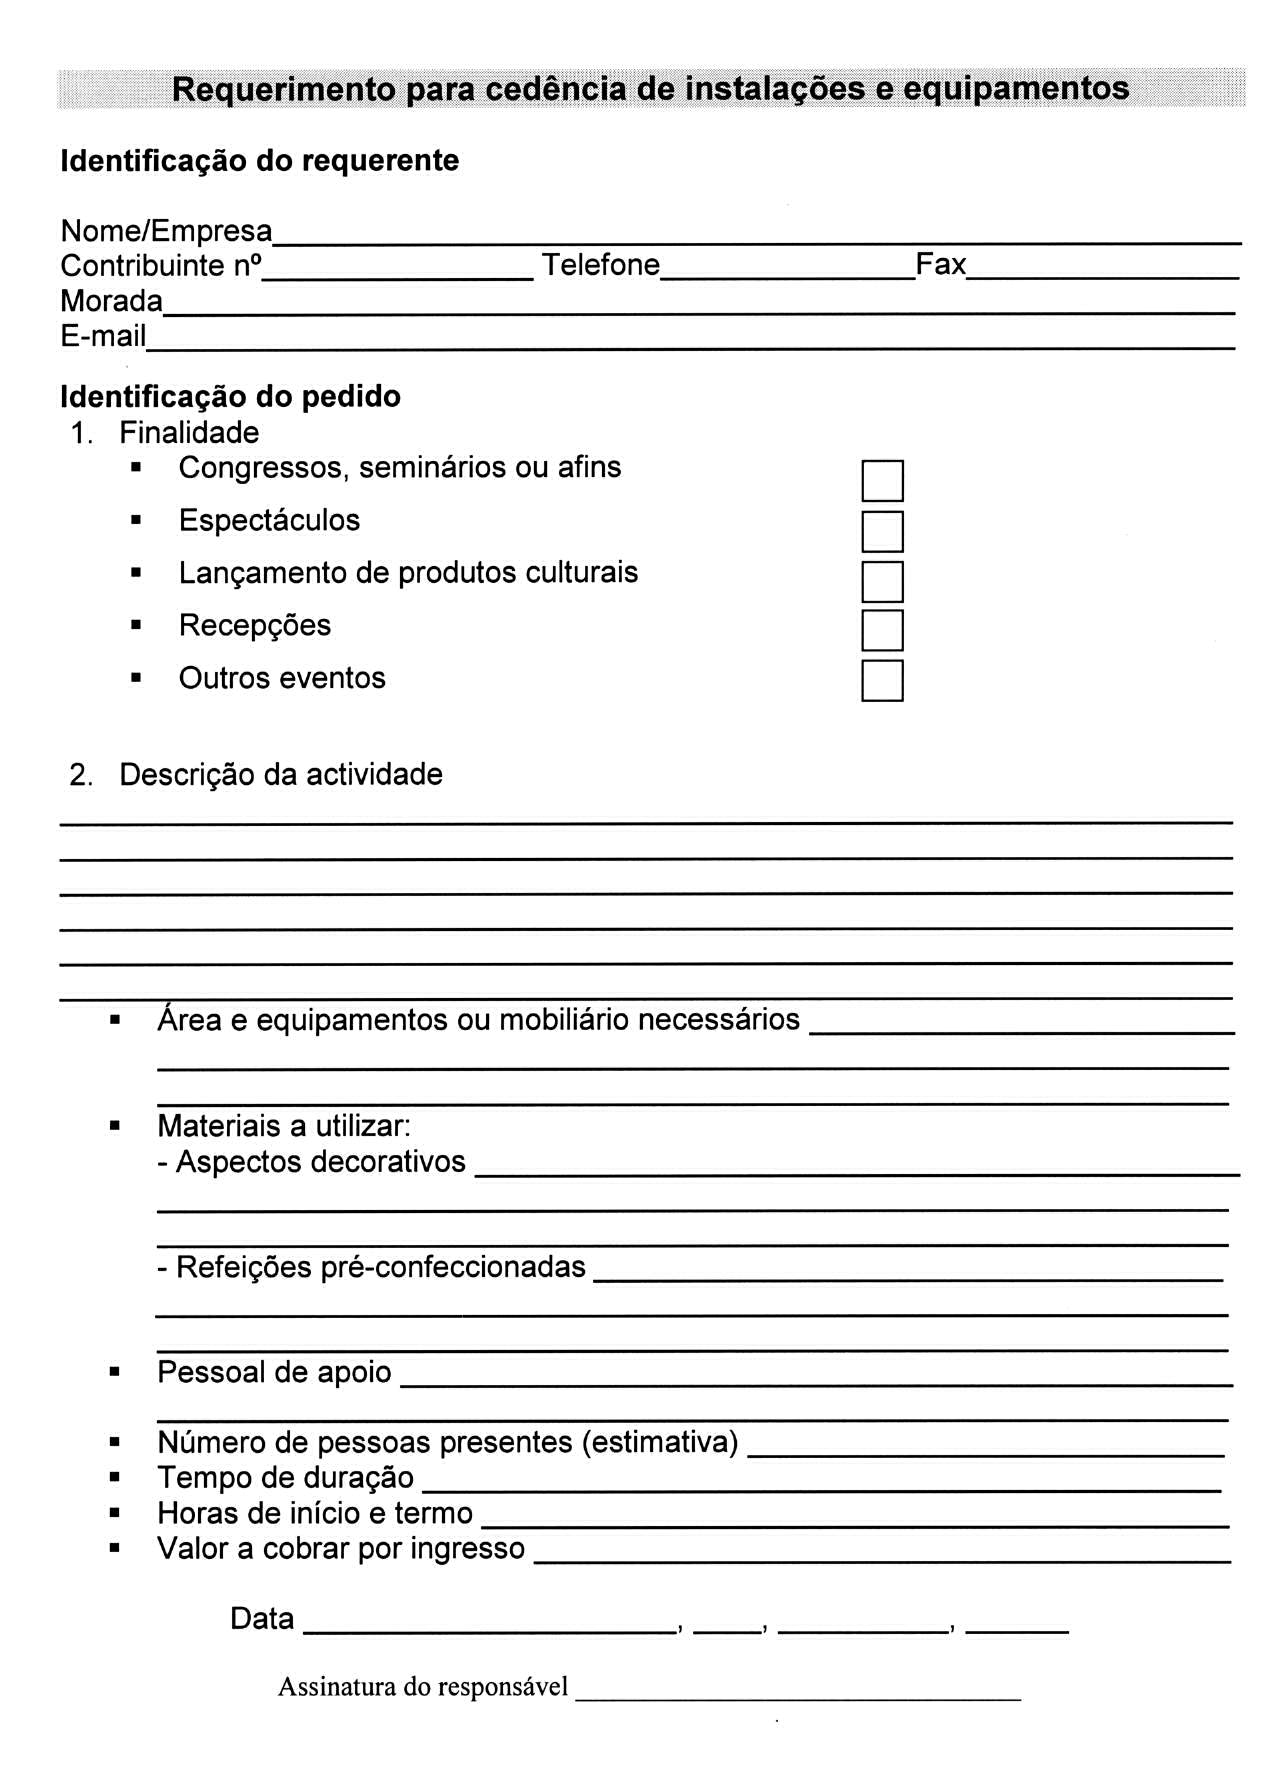 Requerimento para cedência de instalações e equipamentos
Identificação do requerente
Nome/Empresa
Contribuinte nº Telefone Fax
Morada
E-mail
Identificação do pedido
1. Finalidade
▪ Congressos, seminários ou afins
▪ Espectáculos
▪ Lançamento de produtos culturais
▪ Recepções
▪ Outros eventos
2. Descrição da actividade
▪ Área e equipamentos ou mobiliário necessários
▪ Materiais a utilizar:
- Aspectos decorativos
- Refeições pré-confeccionadas
▪ Pessoal de apoio
▪ Número de pessoas presentes (estimativa)
▪ Tempo de duração
▪ Horas de início e termo
▪ Valor a cobrar por ingresso
Data , , ,
Assinatura do responsável